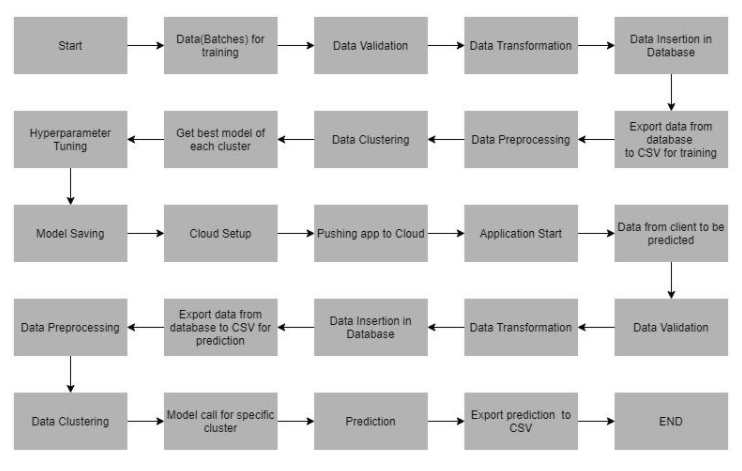 Start
Data(Batches) for
training
Data Validation
Data Transformation
Data Insertion in
Database
Export data from
database
to CSV for training
Data Preprocessing
Data Clustering
Get best model of
each cluster
Hyperparameter
Tuning
Model Saving
Cloud Setup
Pushing app to Cloud
Application Start
Data from client to be
predicted
Data Validation
Data Transformation
Data Insertion in
Database
Export data from
database to CSV for
prediction
Data Preprocessing
Data Clustering
Model call for specific
cluster
Prediction
Export prediction to
CSV
END